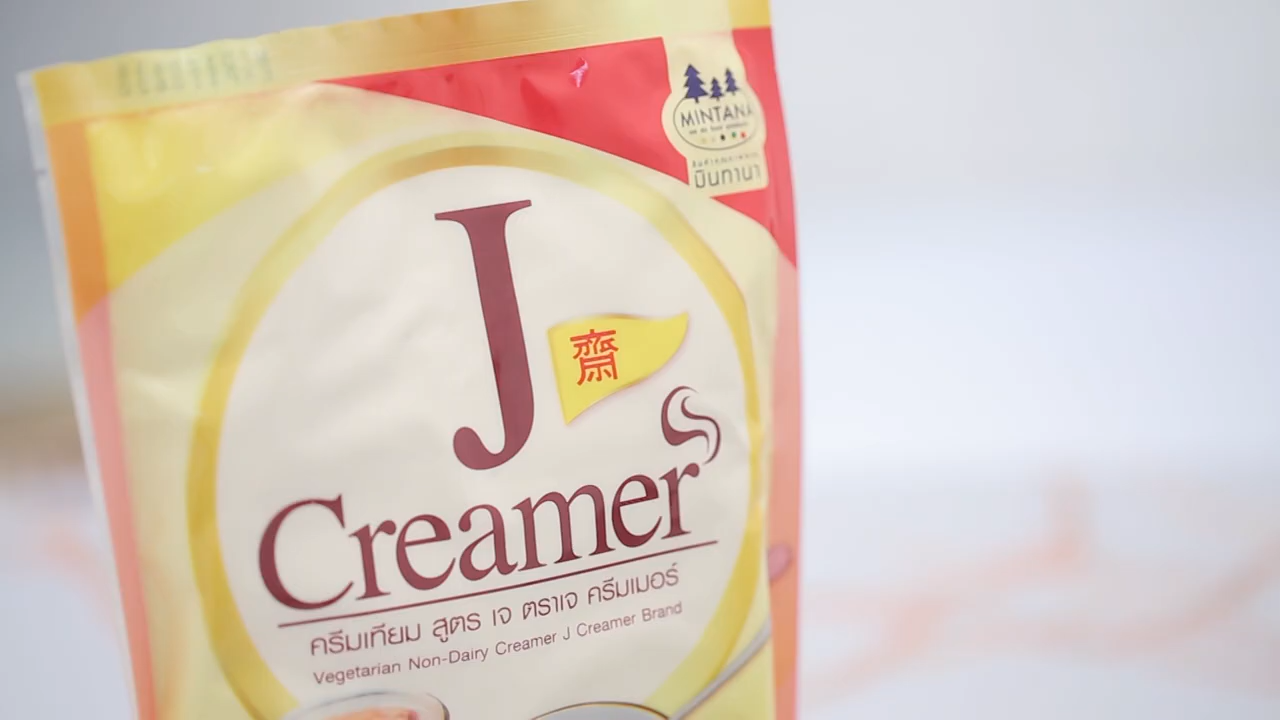 MINTANA
มินทานา
J
齋
Creamer
ครีมเทียม สูตร เจ ตราเจ ครีมเมอร์
Vegetarian Non-Dairy Creamer J Creamer Brand